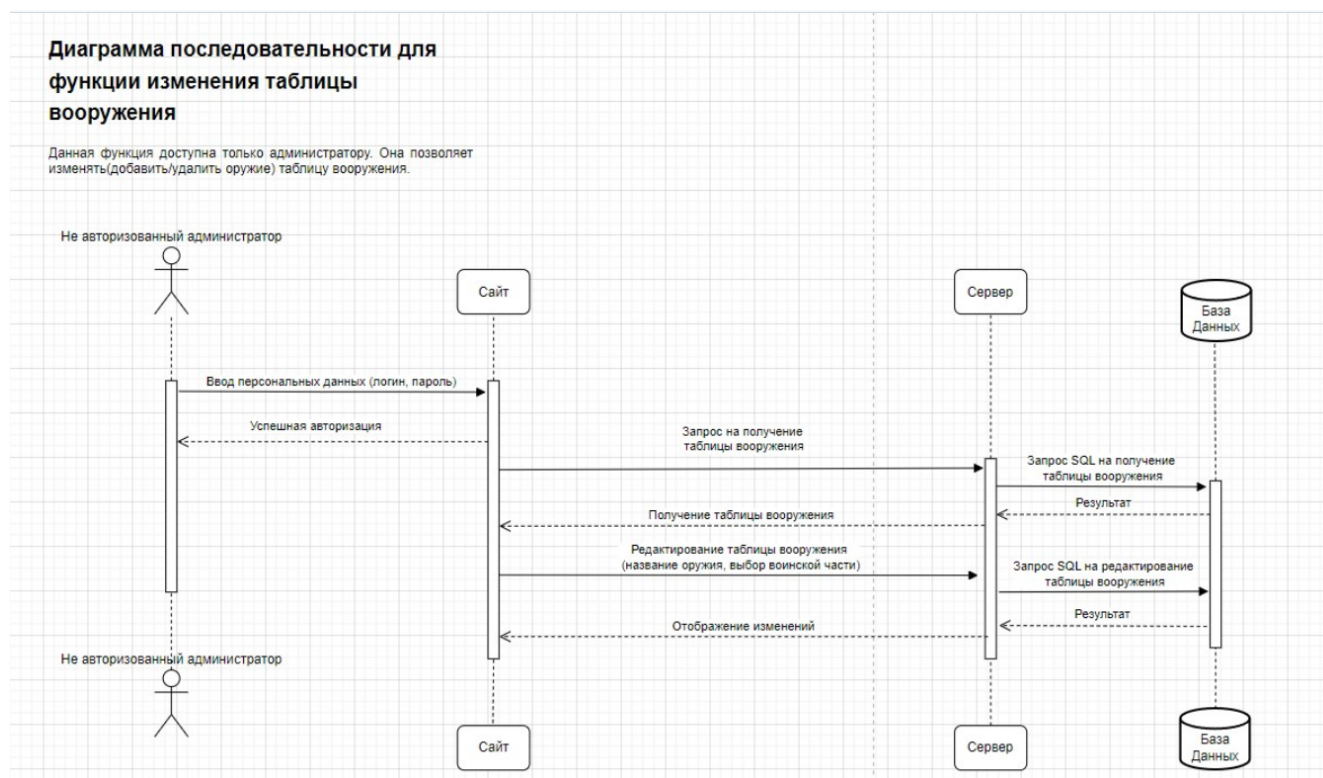 Диаграмма последовательности для
функции изменения таблицы
вооружения
Данная функция доступна только администратору. Она позволяет
изменять(добавить/удалить оружие) таблицу вооружения.
Не авторизованный администратор
Сайт
Сервер
База
Данных
Ввод персональных данных (логин, пароль)
Успешная авторизация
Запрос на получение
таблицы вооружения
Запрос SQL на получение
таблицы вооружения
Результат
Получение таблицы вооружения
Редактирование таблицы вооружения
(название оружия, выбор воинской части)
Запрос SQL на редактирование
таблицы вооружения
Результат
Отображение изменений
Не авторизованный администратор
Сайт
Сервер
База
Данных